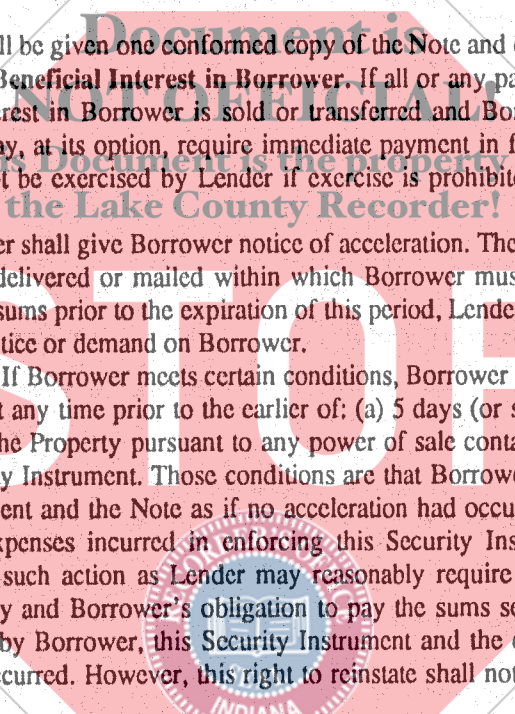 Document is
ll be given one conformed copy of the Note and
Beneficial Interest in Borrower. If all or any pa
NOT OFFICIAL!
rest in Borrower is sold or transferred and Bor
ay, at its option, require immediate payment in f
is Document is the property
ot be exercised by Lender if exercise is prohibite
the Lake County Recorder!
er shall give Borrower notice of acceleration. The
delivered or mailed within which Borrower mus
sums prior to the expiration of this period, Lende
STOP
tice or demand on Borrower.
If Borrower meets certain conditions, Borrower
t any time prior to the earlier of: (a) 5 days (or s
he Property pursuant to any power of sale conta
y Instrument. Those conditions are that Borrowe
ent and the Note as if no acceleration had occu
xpenses incurred in enforcing this Security Ins
such action as Lender may reasonably require
y and Borrower's obligation to pay the sums se
by Borrower, this Security Instrument and the
ccurred. However, this right to reinstate shall not
INDIANA